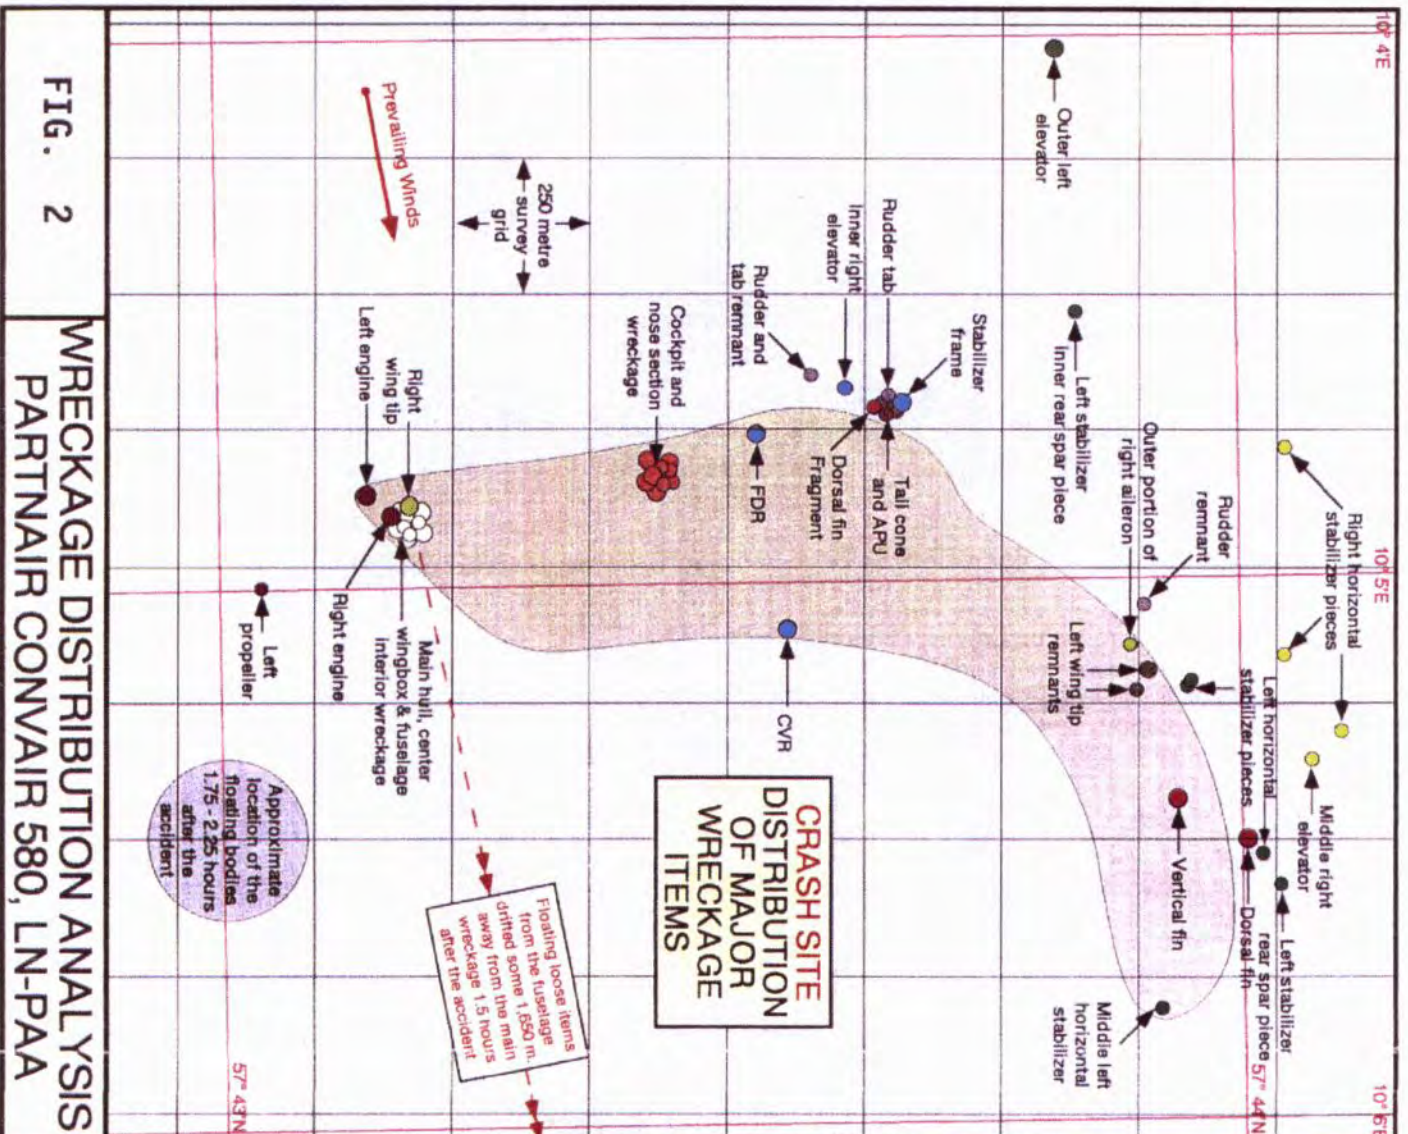 10° 4'E
10° 5'E
10° 6'E
Outer left
elevator
Left stabilizer
inner rear spar piece
Right horizontal
stabilizer pieces
Rudder
remnant
Outer portion of
right aileron
Left wing tip
remnants
Left horizontal
stabilizer pieces
Middle right
elevator
Left stabilizer
rear spar piece
57° 44'N
Dorsal fin
Vertical fin
Middle left
horizontal
stabilizer
Stabilizer
frame
Rudder tab
Inner right
elevator
Rudder and
tab remnant
Tail cone
and APU
Dorsal fin
Fragment
FDR
CVR
Cockpit and
nose section
wreckage
CRASH SITE
DISTRIBUTION
OF MAJOR
WRECKAGE
ITEMS
250 metre
survey
grid
Prevailing Winds
Right
wing tip
Left engine
Main hull, center
wingbox & fuselage
interior wreckage
Right engine
Left
propeller
Floating loose items
from the fuselage
drifted some 1,650 m.
away from the main
wreckage 1.5 hours
after the accident
Approximate
location of the
floating bodies
1.75 - 2.25 hours
after the
accident
57° 43'N
FIG. 2
WRECKAGE DISTRIBUTION ANALYSIS
PARTNAIR CONVAIR 580, LN-PAA